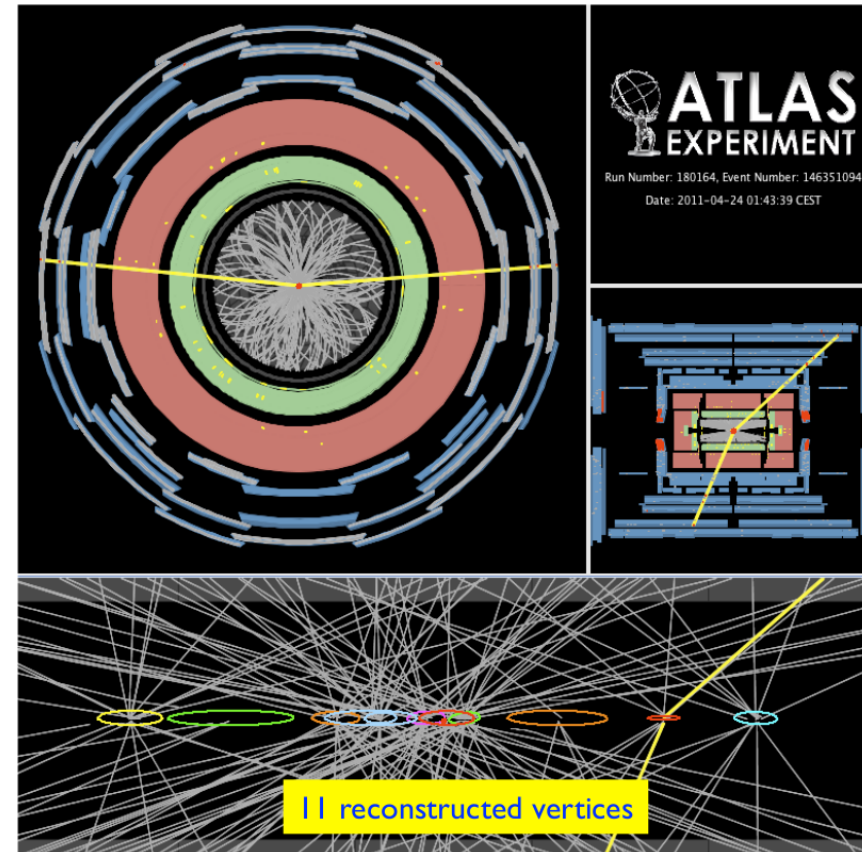 ATLAS
EXPERIMENT
Run Number: 180164, Event Number: 146351094
Date: 2011-04-24 01:43:39 CEST
11 reconstructed vertices